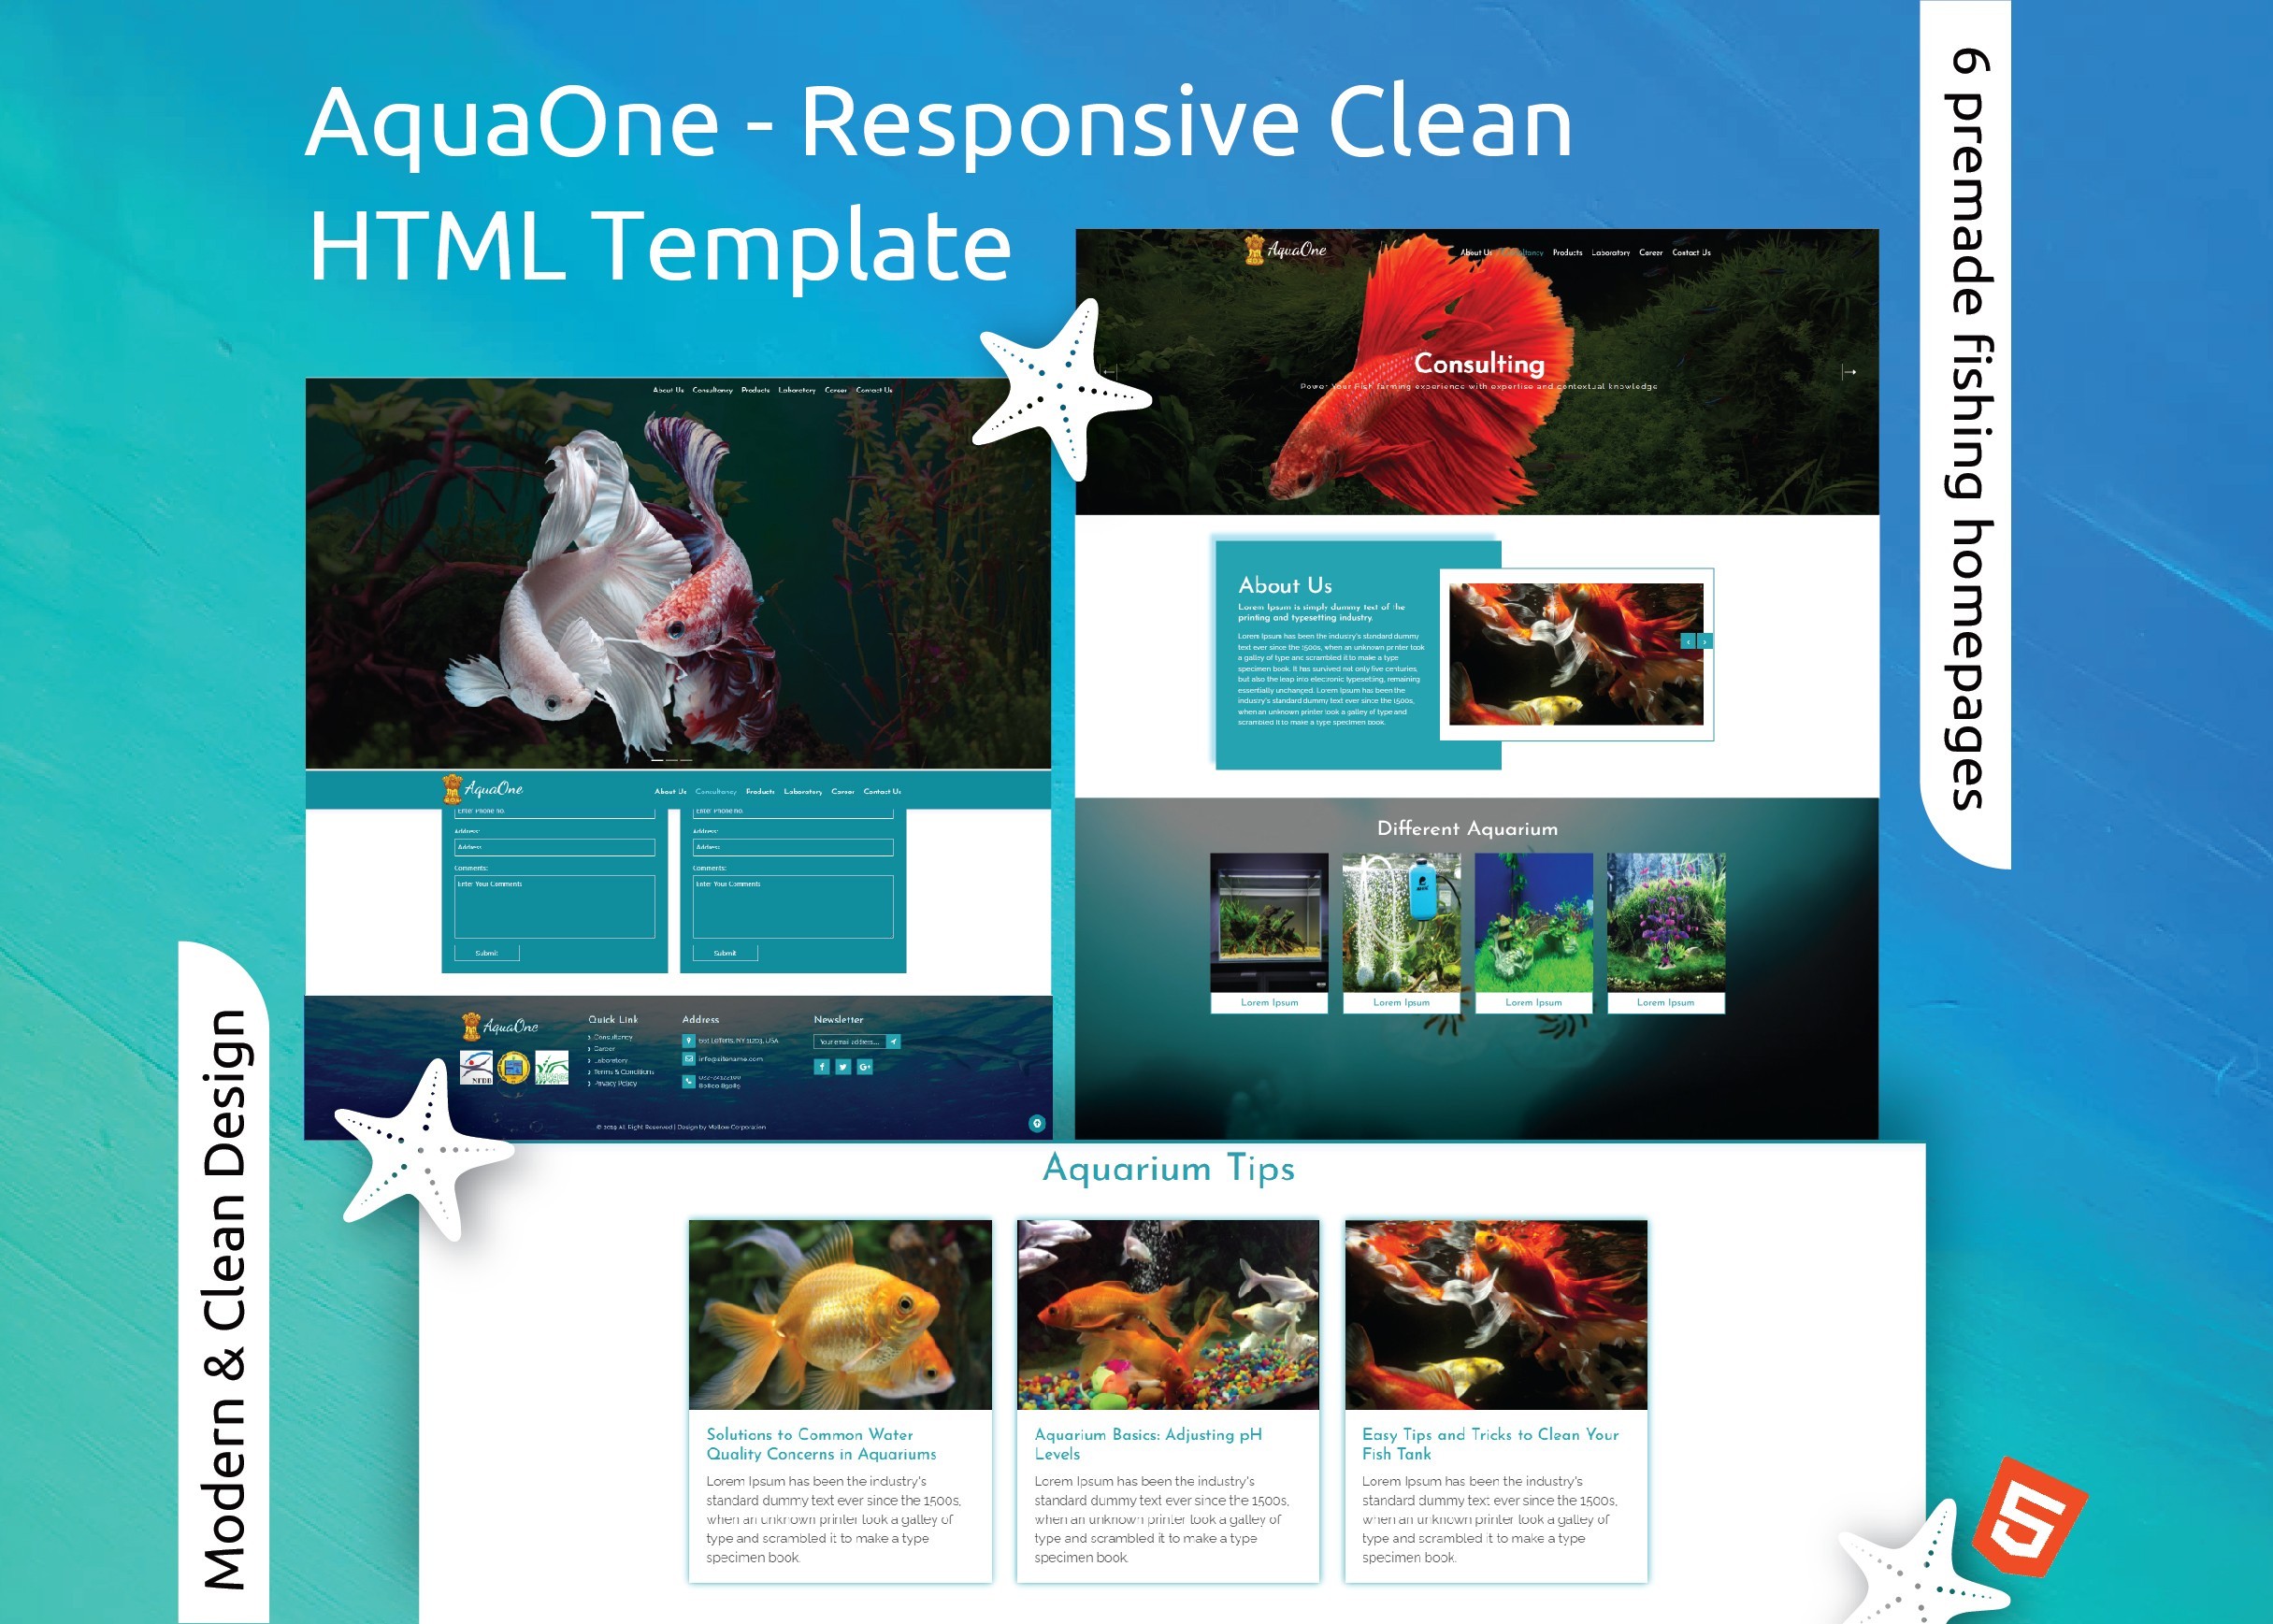 AquaOne - Responsive Clean
HTML Template
6 premade fishing homepages
Modern & Clean Design
About Us Consultancy Products Laboratory Career Contact Us
AquaOne
About Us Consultancy Products Laboratory Career Contact Us
Enter Phone no.
Address:
Address
Comments:
Enter Your Comments
Submit
Enter Phone no.
Address:
Address
Comments:
Enter Your Comments
Submit
AquaOne
NFDB
Quick Link
Consultancy
Career
Laboratory
Terms & Conditions
Privacy Policy
Address
Lefferts, NY 11203, USA
info@sitename.com
Newsletter
Your email address...
© 2019 All Right Reserved | Design by Mellow Corporation
AquaOne
About Us Products Laboratory Career Contact Us
Consulting
Power Your Fish farming experience with expertise and contextual knowledge
About Us
Lorem Ipsum is simply dummy text of the
printing and typesetting industry.
Lorem Ipsum has been the industry's standard dummy
text ever since the 1500s, when an unknown printer took
a galley of type and scrambled it to make a type
specimen book. It has survived not only five centuries,
but also the leap into electronic typesetting, remaining
essentially unchanged. Lorem Ipsum has been the
industry's standard dummy text ever since the 1500s,
when an unknown printer took a galley of type and
scrambled it to make a type specimen book.
Different Aquarium
Lorem Ipsum
Lorem Ipsum
Lorem Ipsum
Lorem Ipsum
Aquarium Tips
Solutions to Common Water
Quality Concerns in Aquariums
Lorem Ipsum has been the industry's
standard dummy text ever since the 1500s,
when an unknown printer took a galley of
type and scrambled it to make a type
specimen book.
Aquarium Basics: Adjusting pH
Levels
Lorem Ipsum has been the industry's
standard dummy text ever since the 1500s,
when an unknown printer took a galley of
type and scrambled it to make a type
specimen book.
Easy Tips and Tricks to Clean Your
Fish Tank
Lorem Ipsum has been the industry's
standard dummy text ever since the 1500s,
when an unknown printer took a galley of
type and scrambled it to make a type
specimen book.
5